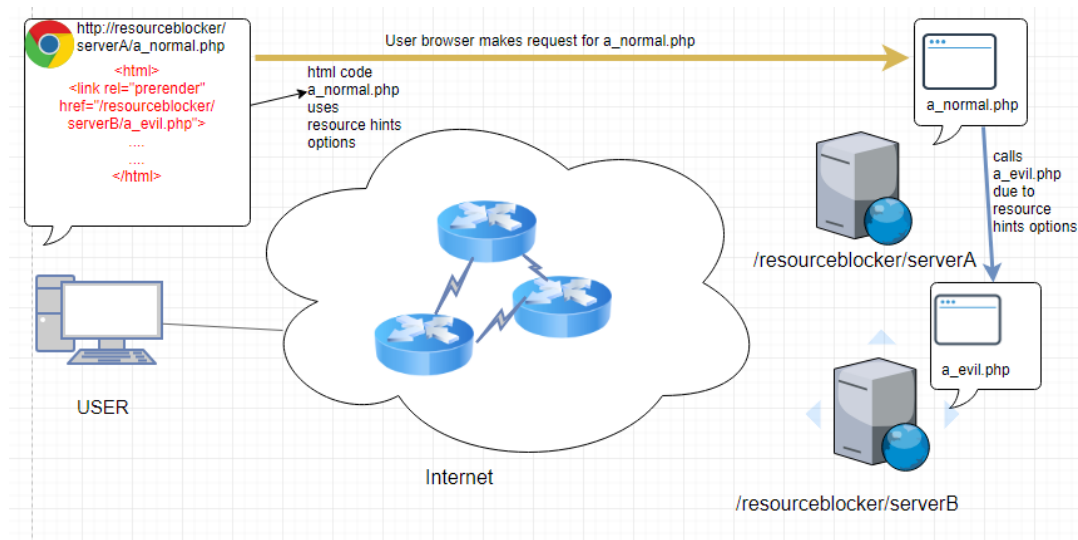 http://resourceblocker/
serverA/a_normal.php
<html>
<link rel="prerender"
href="/resourceblocker/
serverB/a_evil.php">
....
....
</html>
User browser makes request for a_normal.php
html code
a_normal.php
uses
resource hints
options
a_normal.php
calls
a_evil.php
due to
resource
hints options
/resourceblocker/serverA
a_evil.php
USER
Internet
/resourceblocker/serverB